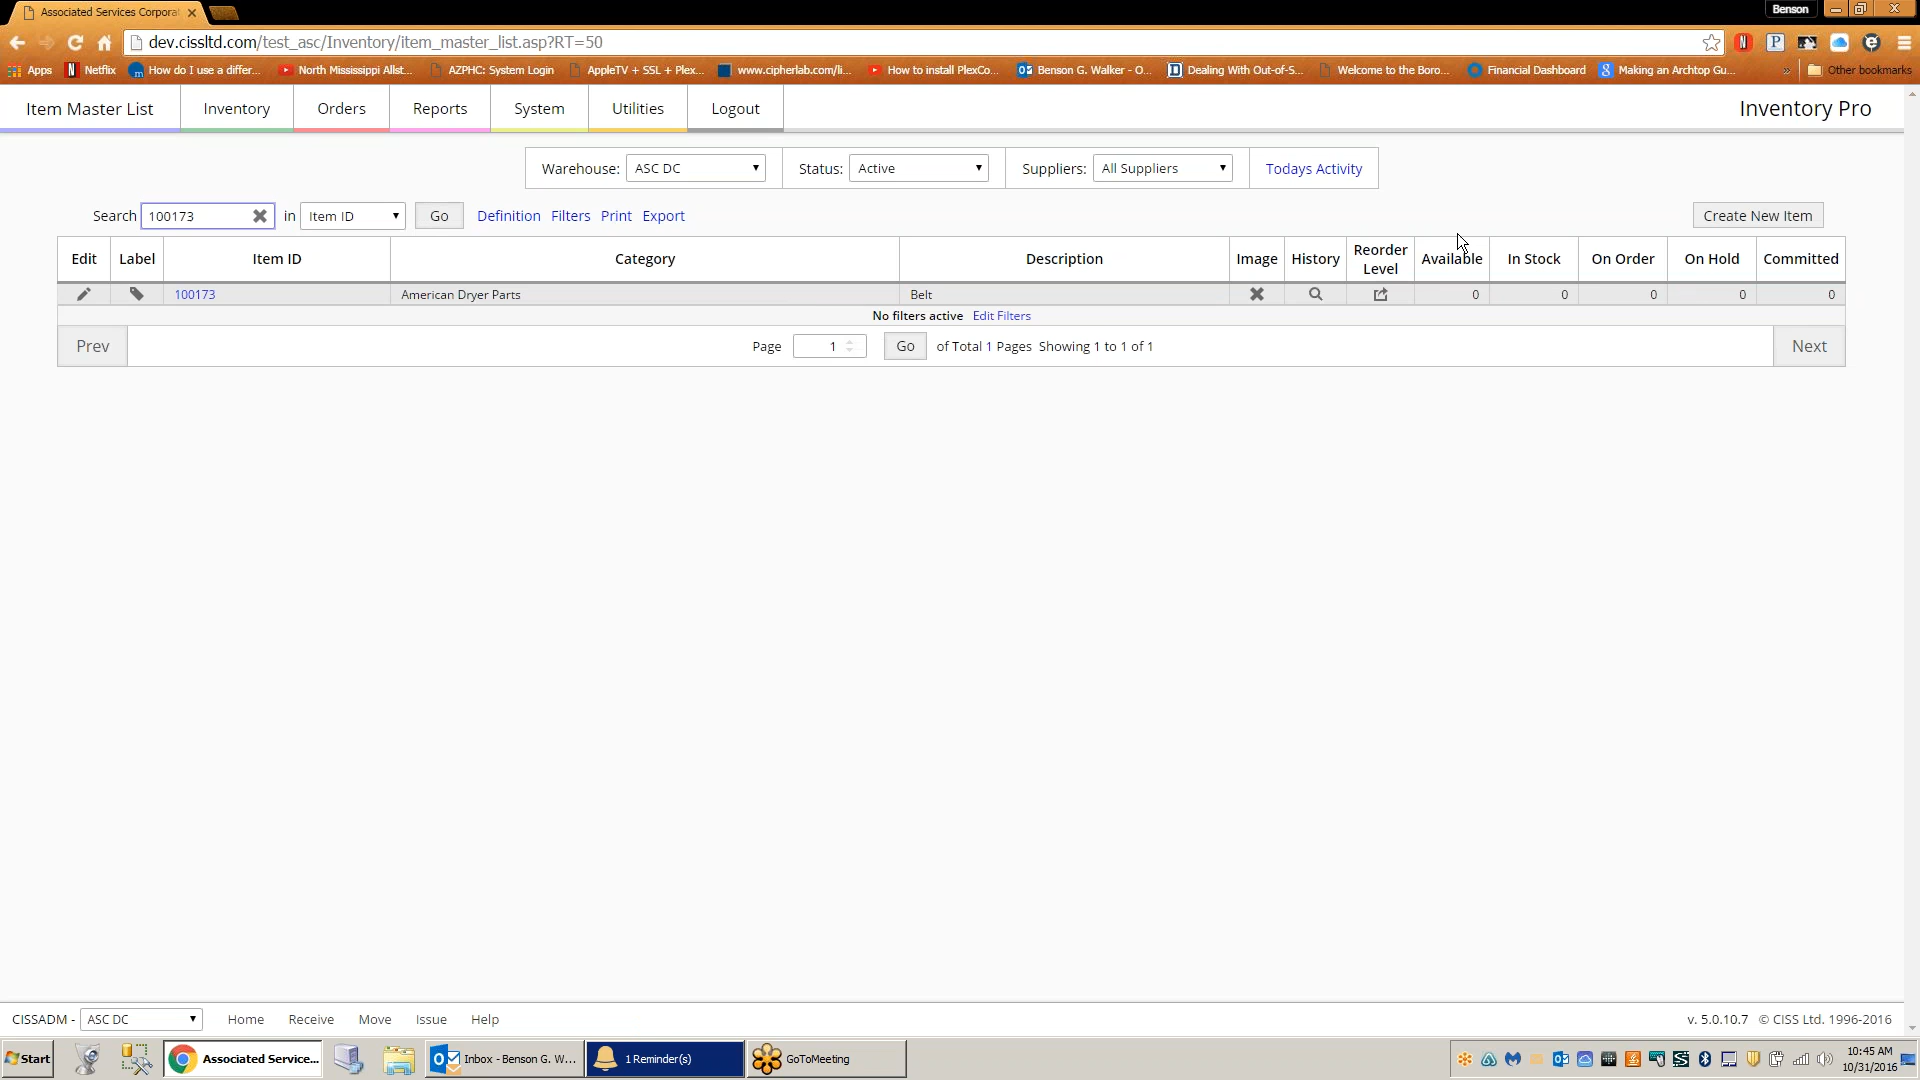 Associated Services Corpora
Benson
dev.cissltd.com/test_asc/Inventory/item_master_list.asp?RT=50
Apps Netflix How do I use a differ... North Mississippi Allst... AZPHC: System Login AppleTV + SSL + Plex... www.cipherlab.com/li... How to install PlexCo... Benson G. Walker - O... Dealing With Out-of-S... Welcome to the Boro... Financial Dashboard Making an Archtop Gu... » Other bookmarks
Item Master List Inventory Orders Reports System Utilities Logout Inventory Pro
Warehouse: ASC DC Status: Active Suppliers: All Suppliers Todays Activity
Search 100173 in Item ID Go Definition Filters Print Export Create New Item
Edit Label Item ID Category Description Image History Reorder Level Available In Stock On Order On Hold Committed
100173 American Dryer Parts Belt 0 0 0 0 0
No filters active Edit Filters
Prev Page 1 Go of Total 1 Pages Showing 1 to 1 of 1 Next
CISSADM - ASC DC Home Receive Move Issue Help v. 5.0.10.7 © CISS Ltd. 1996-2016
Start Associated Service... Inbox - Benson G. W... 1 Reminder(s) GoToMeeting 10:45 AM
10/31/2016